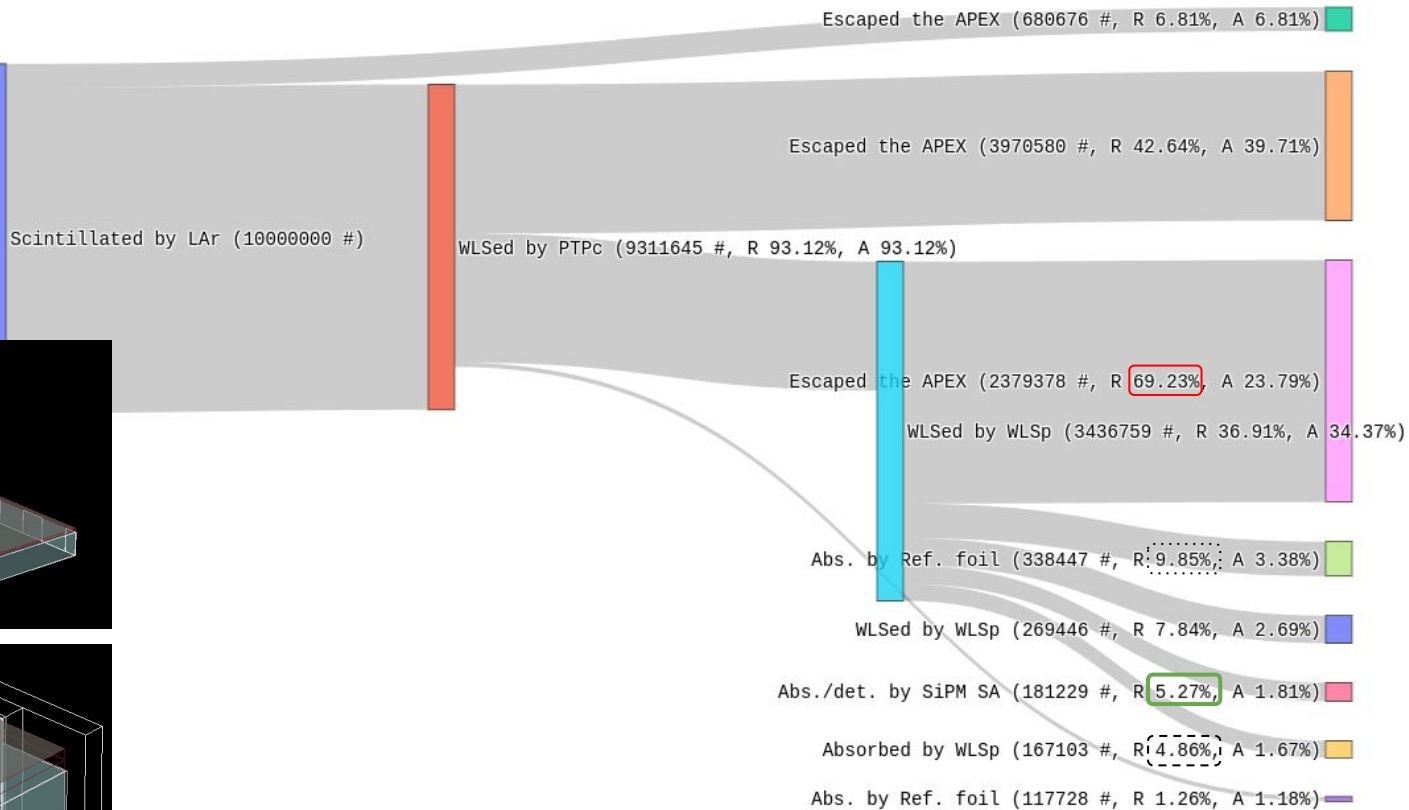 Escaped the APEX (680676 #, R 6.81%, A 6.81%)
Escaped the APEX (3970580 #, R 42.64%, A 39.71%)
Scintillated by LAr (10000000 #)
WLSed by PTPc (9311645 #, R 93.12%, A 93.12%)
Escaped the APEX (2379378 #, R 69.23%, A 23.79%)
WLSed by WLSp (3436759 #, R 36.91%, A 34.37%)
Abs. by Ref. foil (338447 #, R 9.85%, A 3.38%)
WLSed by WLSp (269446 #, R 7.84%, A 2.69%)
Abs./det. by SiPM SA (181229 #, R 5.27%, A 1.81%)
Absorbed by WLSp (167103 #, R 4.86%, A 1.67%)
Abs. by Ref. foil (117728 #, R 1.26%, A 1.18%)